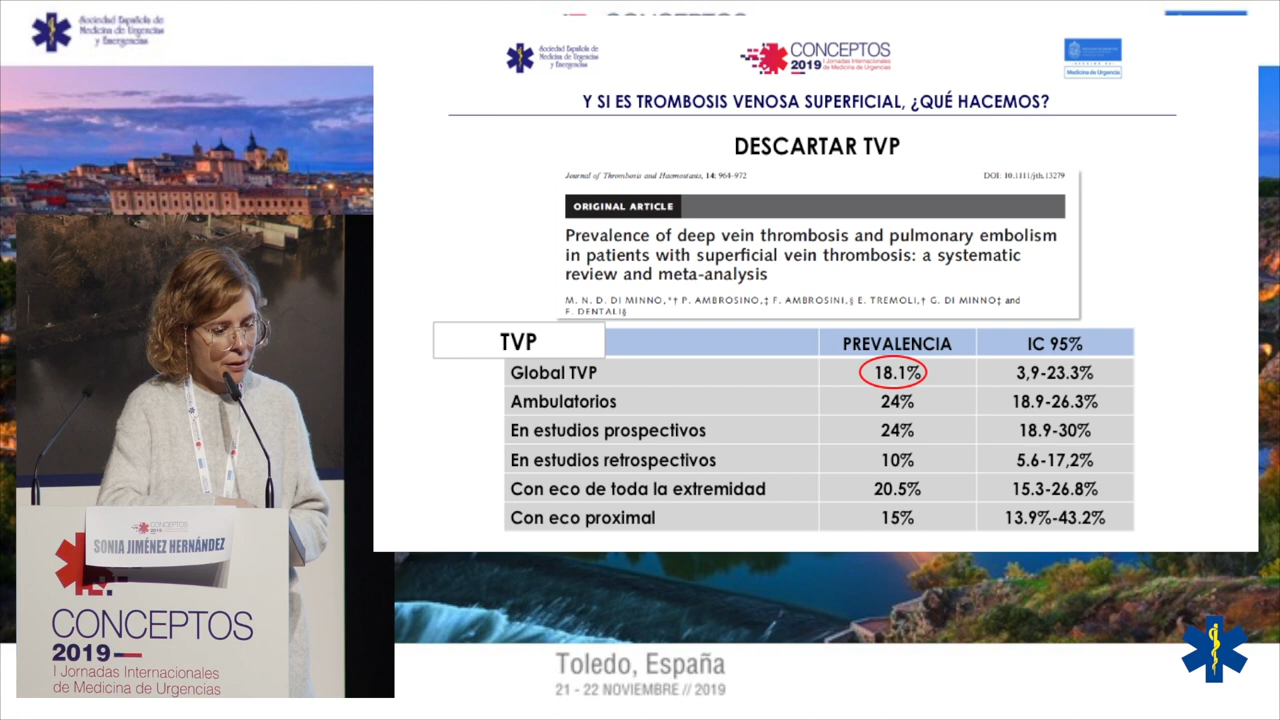 Sociedad Española de
Medicina de Urgencias
y Emergencias
Sociedad Española de
Medicina de Urgencias
y Emergencias
CONCEPTOS
2019 I Jornadas Internacionales
de Medicina de Urgencias
Medicina de Urgencia
Y SI ES TROMBOSIS VENOSA SUPERFICIAL, ¿QUÉ HACEMOS?
DESCARTAR TVP
Journal of Thrombosis and Haemostasis, 14: 964-972 DOI: 10.1111/jth.13279
ORIGINAL ARTICLE
Prevalence of deep vein thrombosis and pulmonary embolism
in patients with superficial vein thrombosis: a systematic
review and meta-analysis
M. N. D. DI MINNO,*† P. AMBROSINO,‡ F. AMBROSINI,§ E. TREMOLI,† G. DI MINNO‡ and
F. DENTALI§
TVP PREVALENCIA IC 95%
Global TVP 18.1% 3,9-23.3%
Ambulatorios 24% 18.9-26.3%
En estudios prospectivos 24% 18.9-30%
En estudios retrospectivos 10% 5.6-17,2%
Con eco de toda la extremidad 20.5% 15.3-26.8%
Con eco proximal 15% 13.9%-43.2%
CONCEPTOS
2019
SONIA JIMÉNEZ HERNÁNDEZ
CONCEPTOS
2019
I Jornadas Internacionales
de Medicina de Urgencias
Toledo, España
21 - 22 NOVIEMBRE // 2019